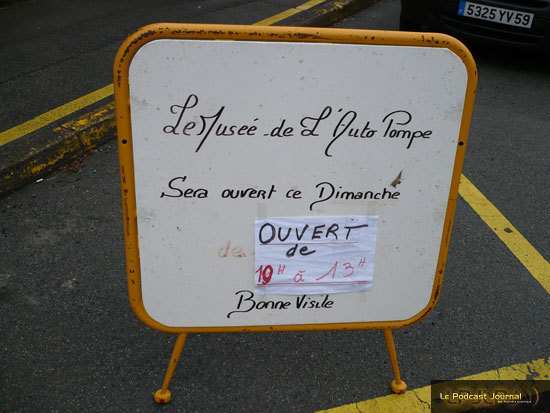 5325 YV 59
Le Musée de L'Auto Pompe
Sera ouvert ce Dimanche
OUVERT
de
de
10H à 13H
Bonne Visite
Le Podcast Journal